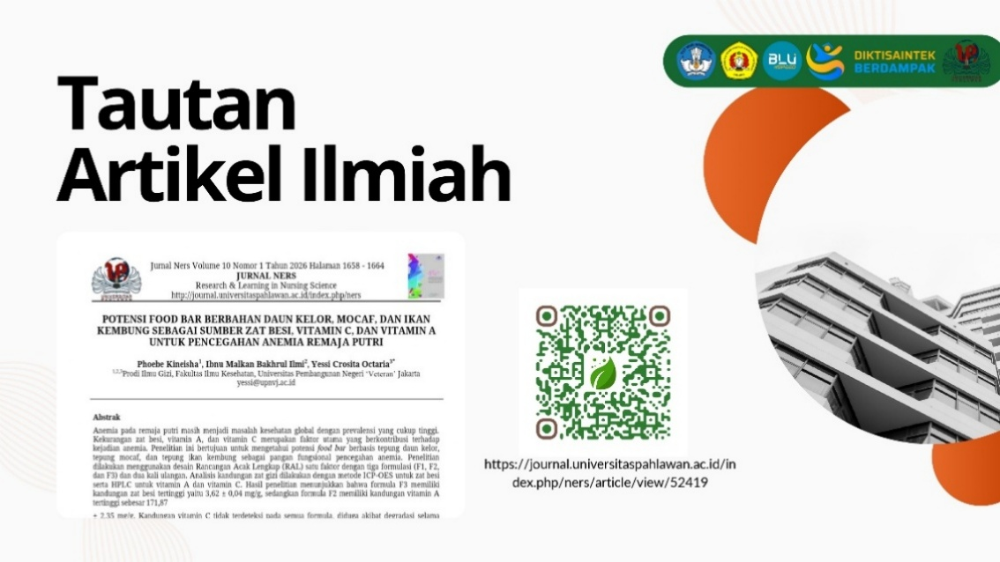 BLU
DIKTISAINTEK
BERDAMPAK
Tautan
Artikel Ilmiah
Jurnal Ners Volume 10 Nomor 1 Tahun 2026 Halaman 1658 - 1664
JURNAL NERS
Research & Learning in Nursing Science
http://journal.universitaspahlawan.ac.id/index.php/ners
POTENSI FOOD BAR BERBAHAN DAUN KELOR, MOCAF, DAN IKAN
KEMBUNG SEBAGAI SUMBER ZAT BESI, VITAMIN C, DAN VITAMIN A
UNTUK PENCEGAHAN ANEMIA REMAJA PUTRI
Phoebe Kineisha¹, Ibnu Malkan Bakhrul Ilmi², Yessi Crosita Octaria³*
¹,²,³Prodi Ilmu Gizi, Fakultas Ilmu Kesehatan, Universitas Pembangunan Negeri ‘Veteran’ Jakarta
yessi@upnvj.ac.id
Abstrak
Anemia pada remaja putri masih menjadi masalah kesehatan global dengan prevalensi yang cukup tinggi.
Kekurangan zat besi, vitamin A, dan vitamin C merupakan faktor utama yang berkontribusi terhadap
kejadian anemia. Penelitian ini bertujuan untuk mengetahui potensi food bar berbasis tepung daun kelor,
tepung mocaf, dan tepung ikan kembung sebagai pangan fungsional pencegahan anemia. Penelitian
dilakukan menggunakan desain Rancangan Acak Lengkap (RAL) satu faktor dengan tiga formulasi (F1, F2,
dan F3) dan dua kali ulangan. Analisis kandungan zat gizi dilakukan dengan metode ICP-OES untuk zat besi
serta HPLC untuk vitamin A dan vitamin C. Hasil penelitian menunjukkan bahwa formula F3 memiliki
kandungan zat besi tertinggi yaitu 3,62 ± 0,04 mg/g, sedangkan formula F2 memiliki kandungan vitamin A
tertinggi sebesar 171,87
± 2,35 mg/g. Kandungan vitamin C tidak terdeteksi pada semua formula, diduga akibat degradasi selama
https://journal.universitaspahlawan.ac.id/in
dex.php/ners/article/view/52419